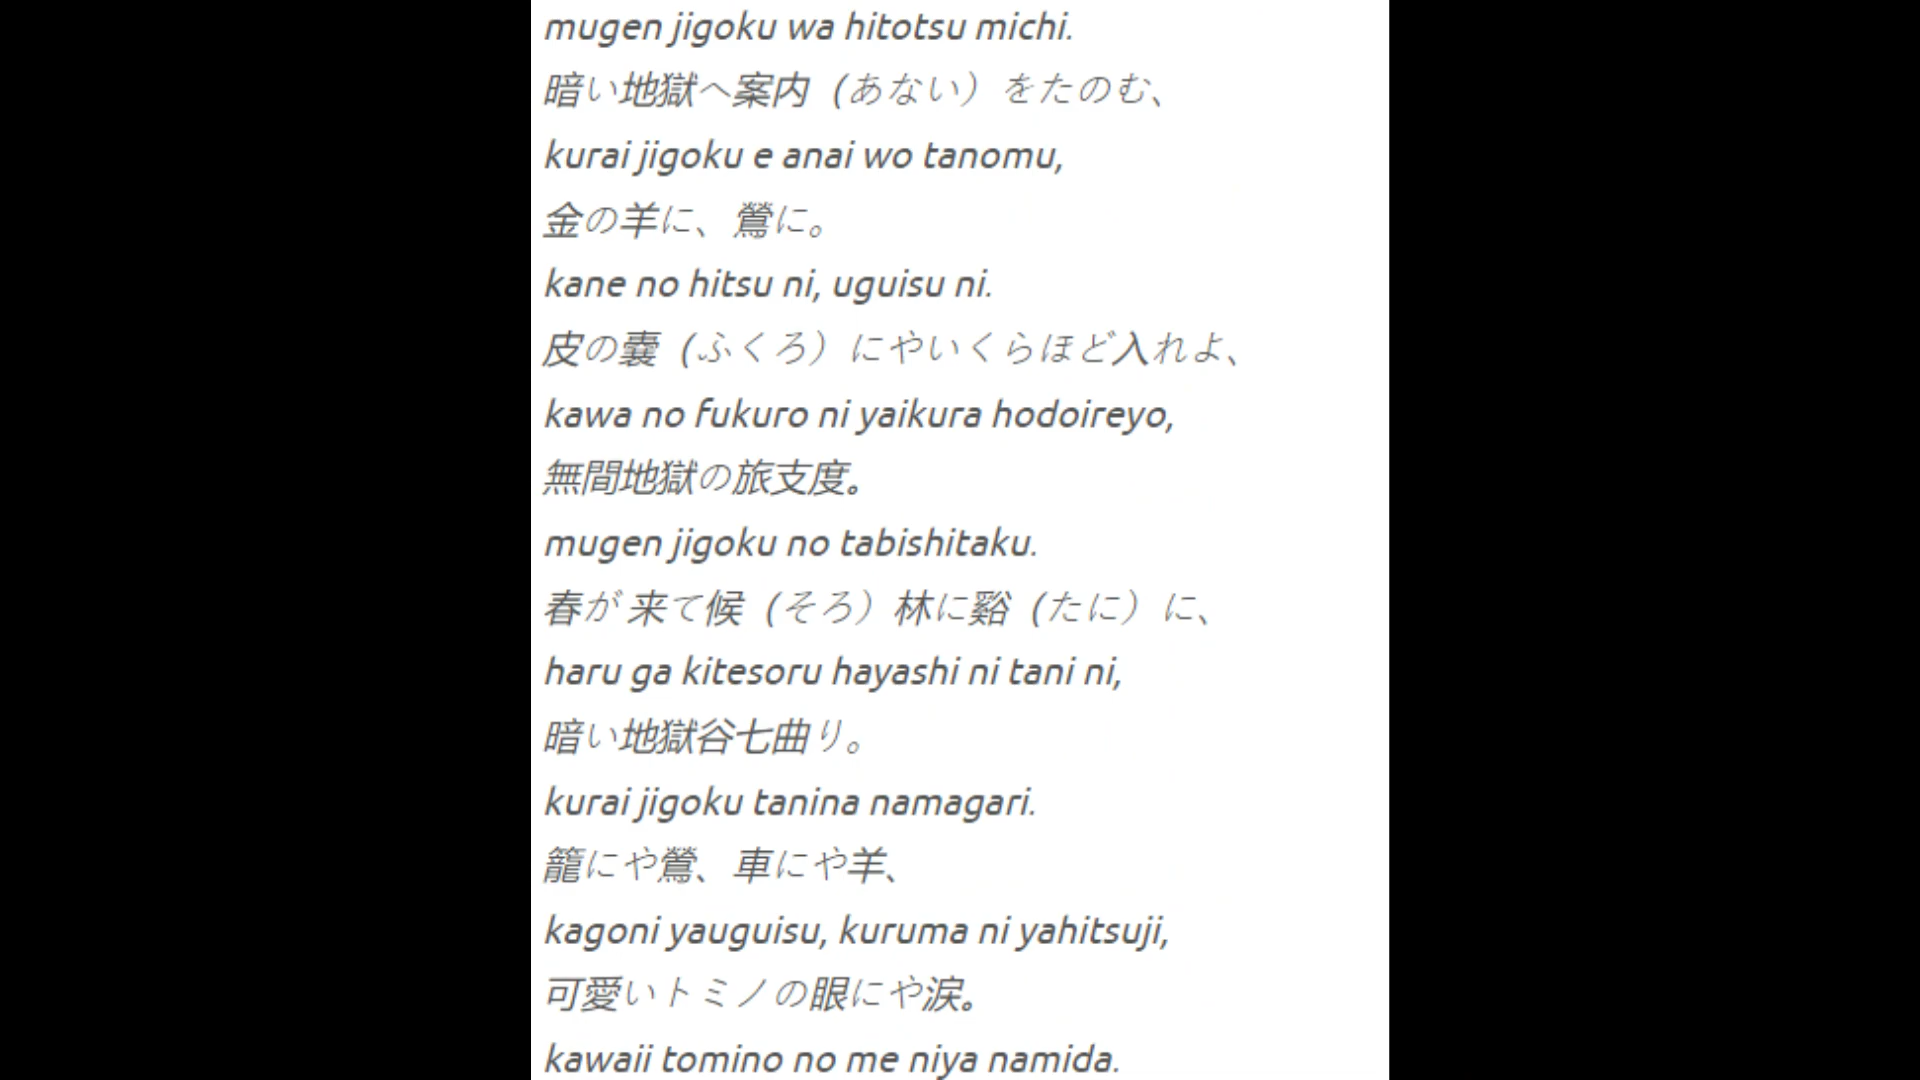 mugen jigoku wa hitotsu michi.
暗い地獄へ案内（あない）をたのむ、
kurai jigoku e anai wo tanomu,
金の羊に、鶯に。
kane no hitsu ni, uguisu ni.
皮の嚢（ふくろ）にやいくらほど入れよ、
kawa no fukuro ni yaikura hodoireyo,
無間地獄の旅支度。
mugen jigoku no tabishitaku.
春が 来て候（そろ）林に谿（たに）に、
haru ga kitesoru hayashi ni tani ni,
暗い地獄谷七曲り。
kurai jigoku tanina namagari.
籠にや鶯、車にや羊、
kagoni yauguisu, kuruma ni yahitsuji,
可愛いトミノの眼にや涙。
kawaii tomino no me niya namida.